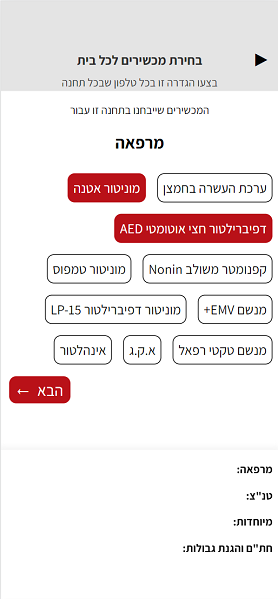 בחירת מכשירים לכל בית
בצעו הגדרה זו בכל טלפון שבכל תחנה
המכשירים שייבחנו בתחנה זו עבור
מרפאה
ערכת העשרה בחמצן מוניטור אטנה
דפיברילטור חצי אוטומטי AED
קפנומטר משולב Nonin מוניטור טמפוס
מנשם EMV+ מוניטור דפיברילטור LP-15
מנשם טקטי רפאל א.ק.ג אינהלטור
הבא ←
מרפאה:
טנ"צ:
מיוחדות:
חת"ם והגנת גבולות: